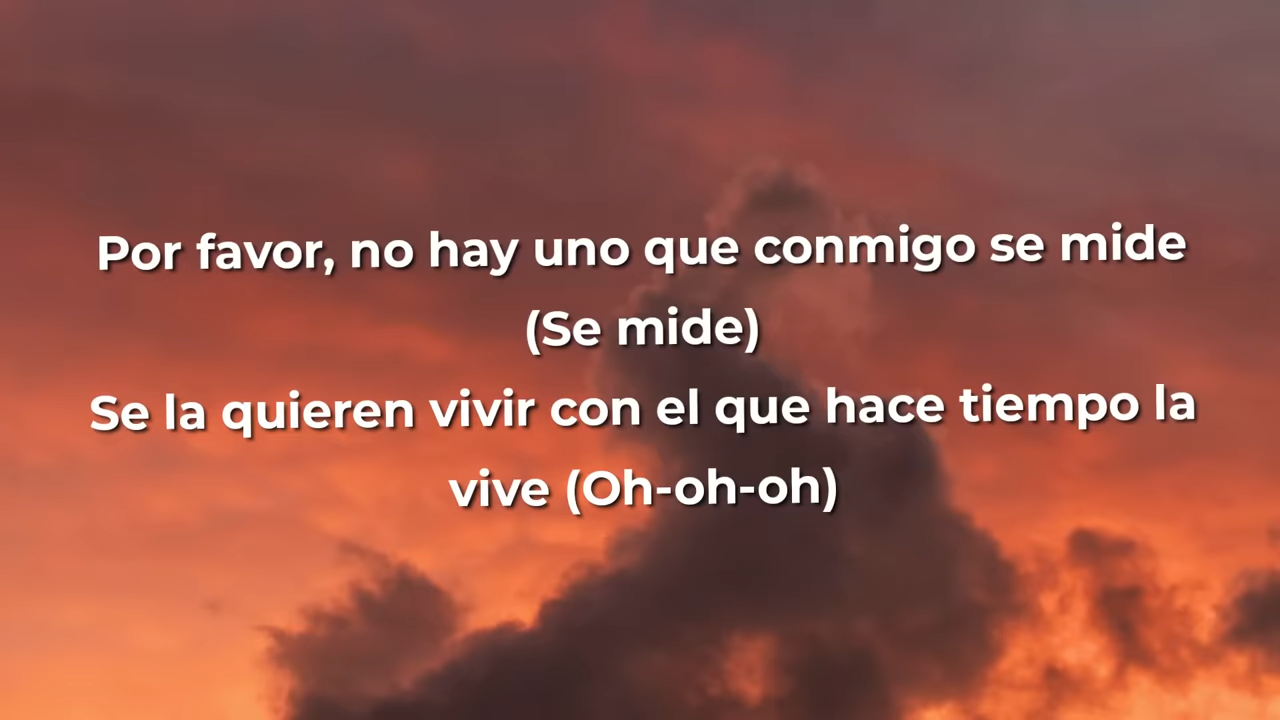 Por favor, no hay uno que conmigo se mide
(Se mide)
Se la quieren vivir con el que hace tiempo la
vive (Oh-oh-oh)